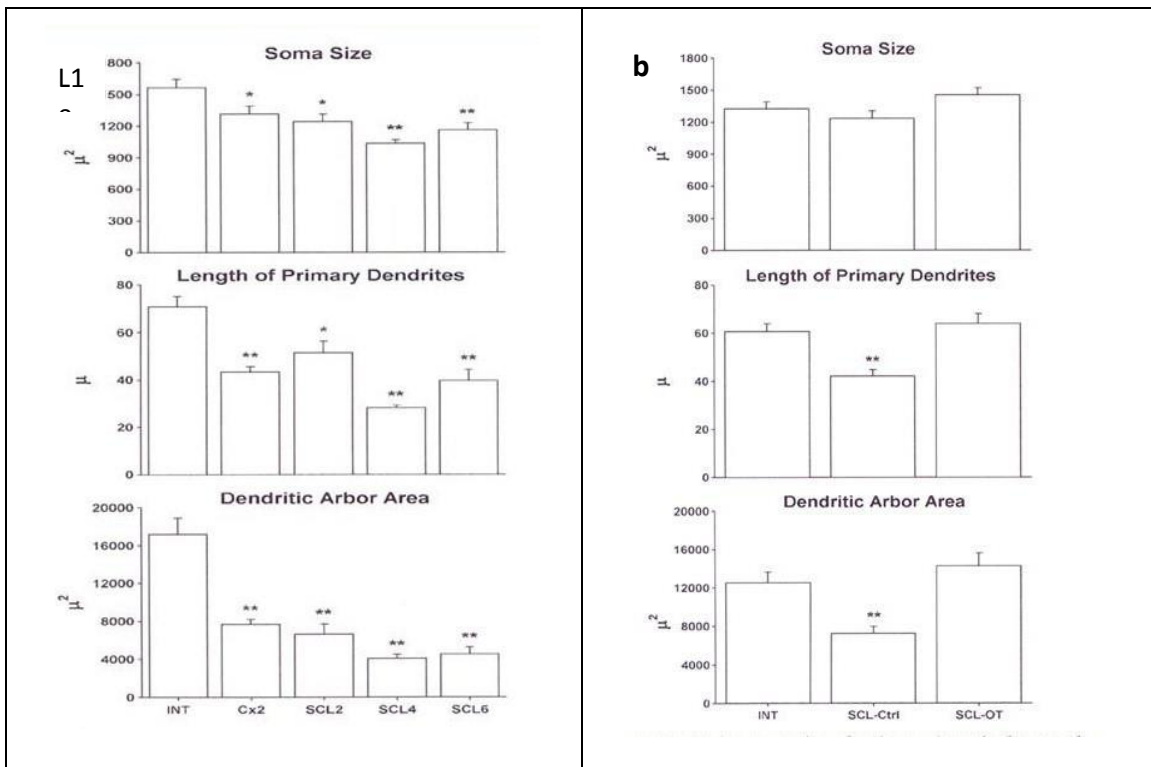 Soma Size
L1
800
500
1200
900
600
300
0
μ²
* * ** **
Length of Primary Dendrites
80
60
40
20
0
μ
** * ** **
Dendritic Arbor Area
20000
16000
12000
8000
4000
0
μ²
** ** ** **
INT Cx2 SCL2 SCL4 SCL6
b
Soma Size
1800
1500
1200
900
600
300
0
μ²
Length of Primary Dendrites
80
60
40
20
0
μ
**
Dendritic Arbor Area
20000
16000
12000
8000
4000
0
μ²
**
INT SCL-Ctrl SCL-OT